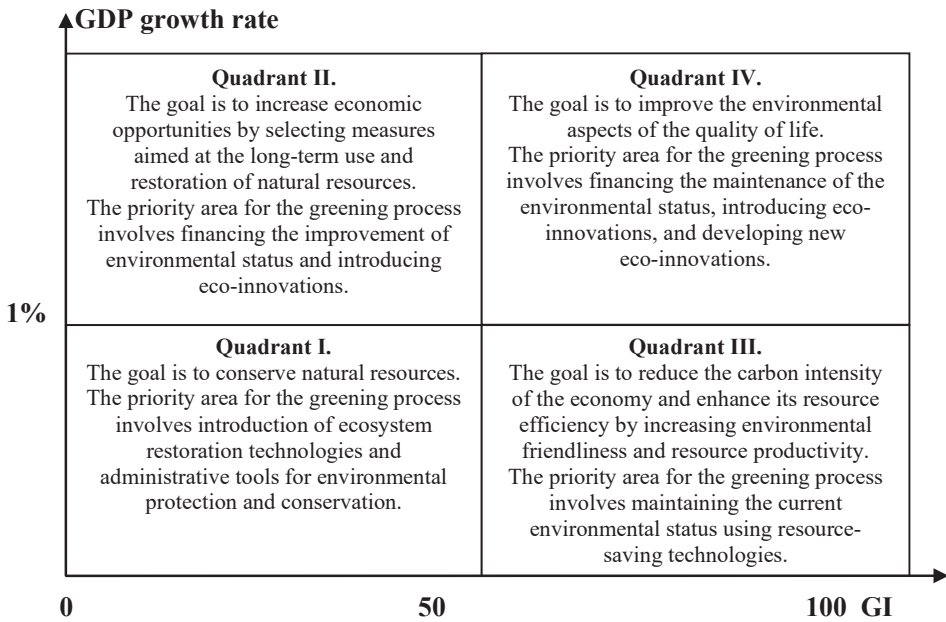 GDP growth rate
Quadrant II.
The goal is to increase economic
opportunities by selecting measures
aimed at the long-term use and
restoration of natural resources.
The priority area for the greening process
involves financing the improvement of
environmental status and introducing
eco-innovations.
Quadrant IV.
The goal is to improve the environmental
aspects of the quality of life.
The priority area for the greening process
involves financing the maintenance of the
environmental status, introducing eco-
innovations, and developing new
eco-innovations.
1%
Quadrant I.
The goal is to conserve natural resources.
The priority area for the greening process
involves introduction of ecosystem
restoration technologies and
administrative tools for environmental
protection and conservation.
Quadrant III.
The goal is to reduce the carbon intensity
of the economy and enhance its resource
efficiency by increasing environmental
friendliness and resource productivity.
The priority area for the greening process
involves maintaining the current
environmental status using resource-
saving technologies.
0 50 100 GI